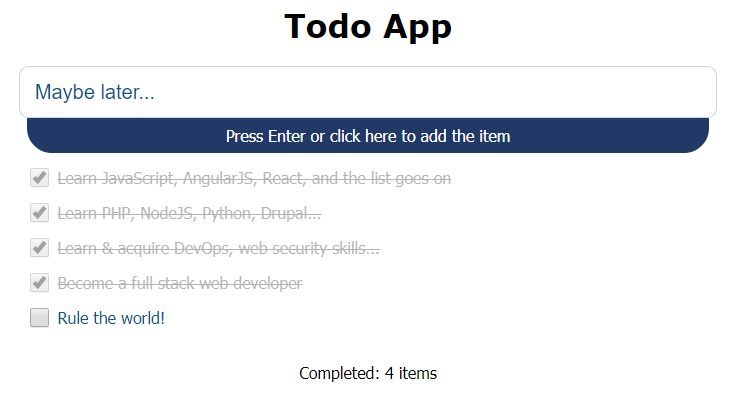 Todo App
Maybe later...
Press Enter or click here to add the item
Learn JavaScript, AngularJS, React, and the list goes on
Learn PHP, NodeJS, Python, Drupal...
Learn & acquire DevOps, web security skills...
Become a full stack web developer
Rule the world!
Completed: 4 items